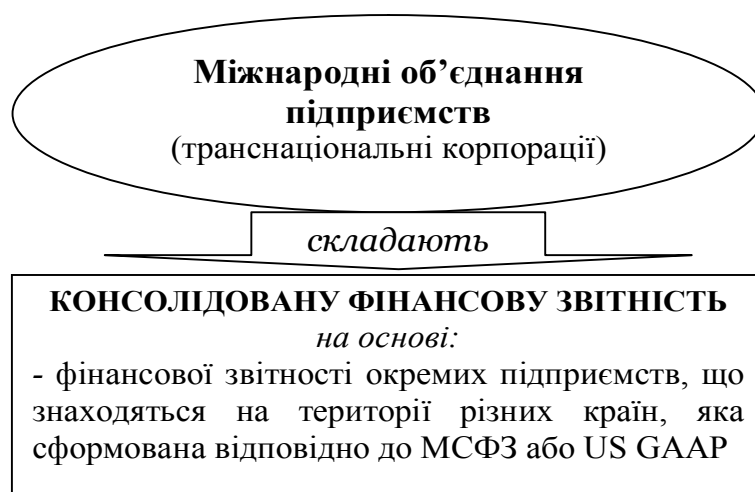 Міжнародні об’єднання
підприємств
(транснаціональні корпорації)
складають
КОНСОЛІДОВАНУ ФІНАНСОВУ ЗВІТНІСТЬ
на основі:
- фінансової звітності окремих підприємств, що
знаходяться на території різних країн, яка
сформована відповідно до МСФЗ або US GAAP